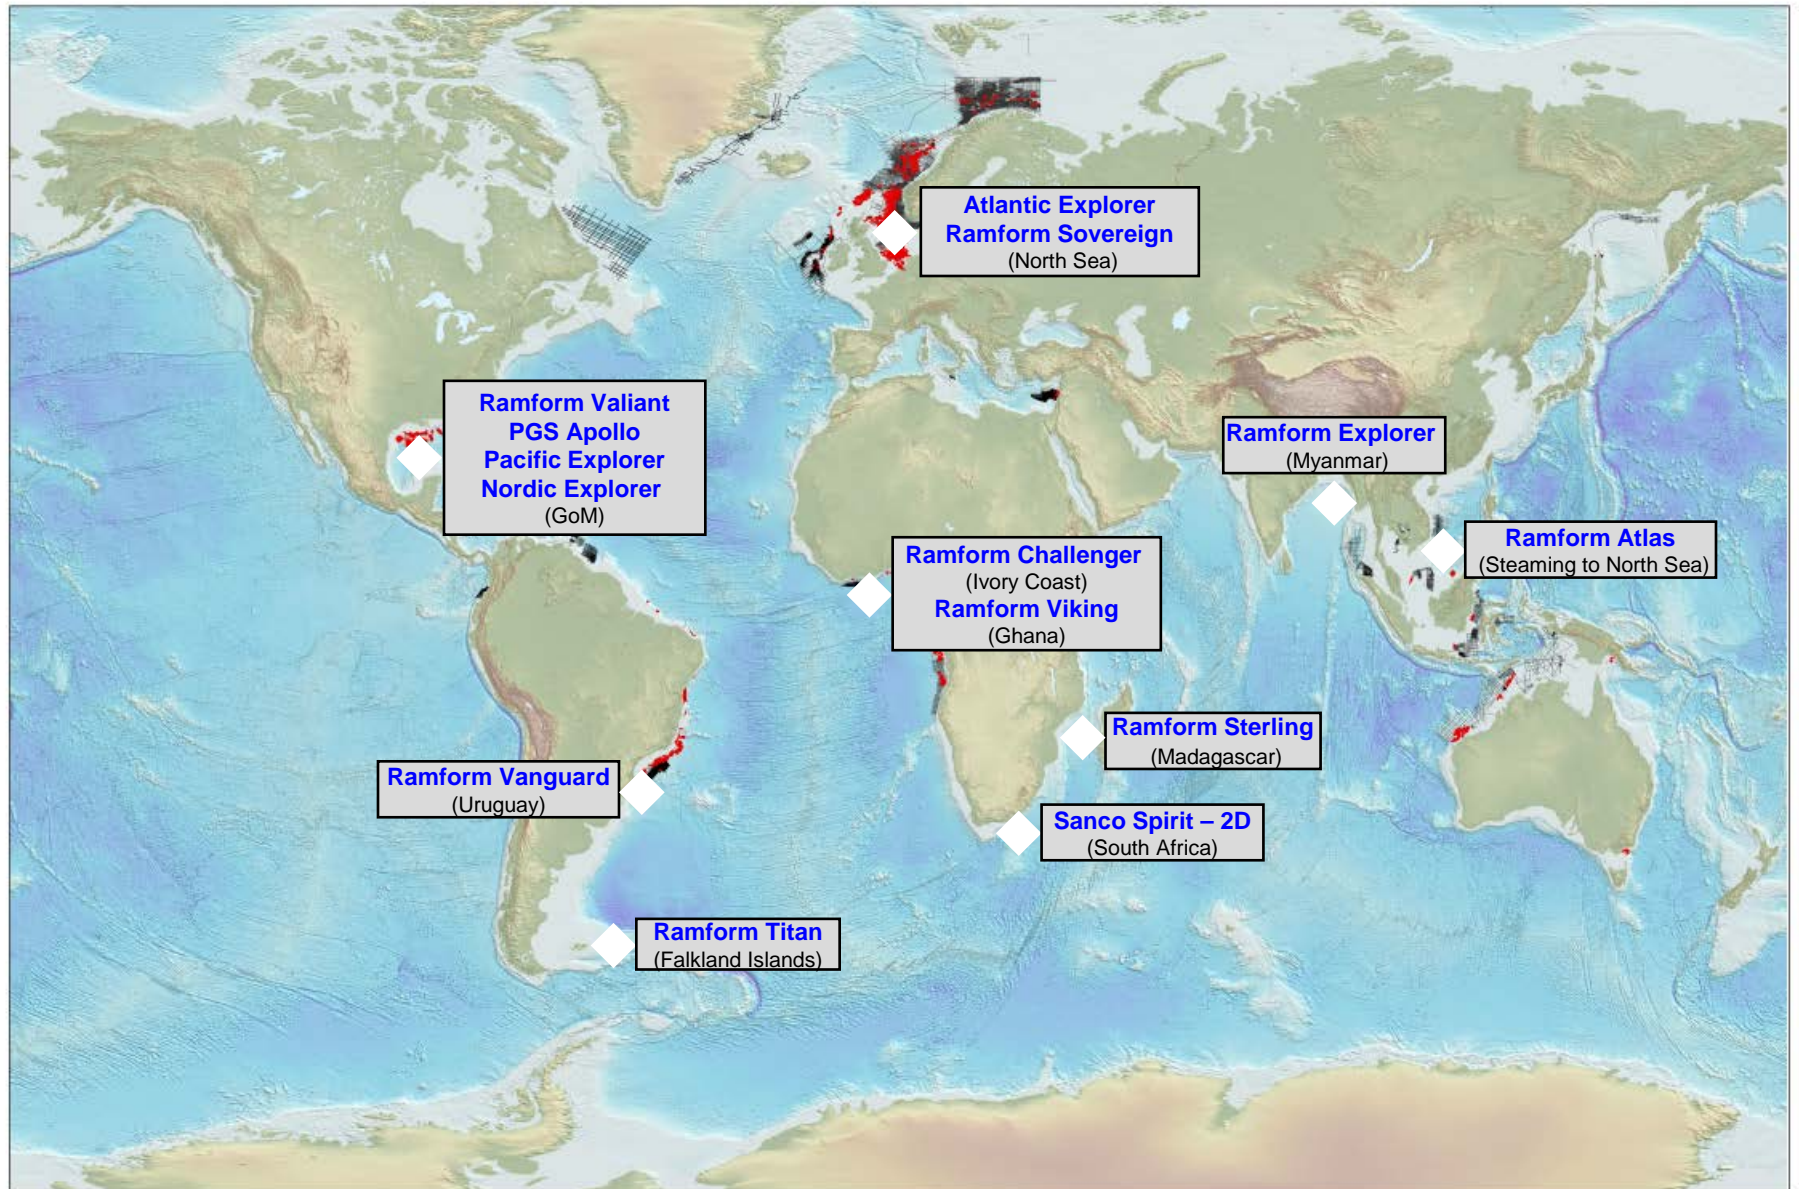 Atlantic Explorer
Ramform Sovereign
(North Sea)
Ramform Valiant
PGS Apollo
Pacific Explorer
Nordic Explorer
(GoM)
Ramform Explorer
(Myanmar)
Ramform Atlas
(Steaming to North Sea)
Ramform Challenger
(Ivory Coast)
Ramform Viking
(Ghana)
Ramform Sterling
(Madagascar)
Ramform Vanguard
(Uruguay)
Sanco Spirit – 2D
(South Africa)
Ramform Titan
(Falkland Islands)